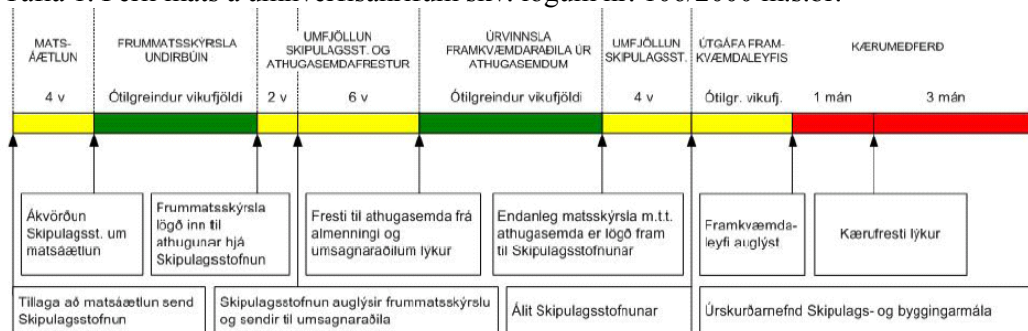 MATS-
ÁÆTLUN
FRUMMATSSKÝRSLA
UNDIRBÚIN
UMFJÖLLUN
SKIPULAGSST. OG
ATHUGASEMDAFRESTUR
ÚRVINNSLA
FRAMKVÆMDARAÐILA ÚR
ATHUGASEMDUM
UMFJÖLLUN
SKIPULAGSST.
ÚTGÁFA FRAM-
KVÆMDALEYFIS
KÆRUMEÐFERÐ
4 v
Ótilgreindur vikufjöldi
2 v
6 v
Ótilgreindur vikufjöldi
4 v
Ótilgr. vikufj.
1 mán
3 mán
Ákvörðun
Skipulagsst. um
matsáætlun
Frummatsskýrsla
lögð inn til
athugunar hjá
Skipulagsstofnun
Fresti til athugasemda frá
almenningi og
umsagnaraðilum lýkur
Endanleg matsskýrsla m.t.t.
athugasemda er lögð fram
til Skipulagsstofnunar
Framkvæmda-
leyfi auglýst
Kærufresti lýkur
Tillaga að matsáætlun send
Skipulagsstofnun
Skipulagsstofnun auglýsir frummatsskýrslu
og sendir til umsagnaraðila
Álit Skipulagsstofnunar
Úrskurðarnefnd Skipulags- og byggingarmála